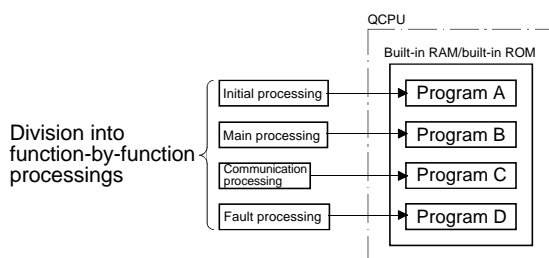 QCPU
Built-in RAM/built-in ROM
Initial processing
Program A
Main processing
Program B
Division into
function-by-function
processings
Communication
processing
Program C
Fault processing
Program D